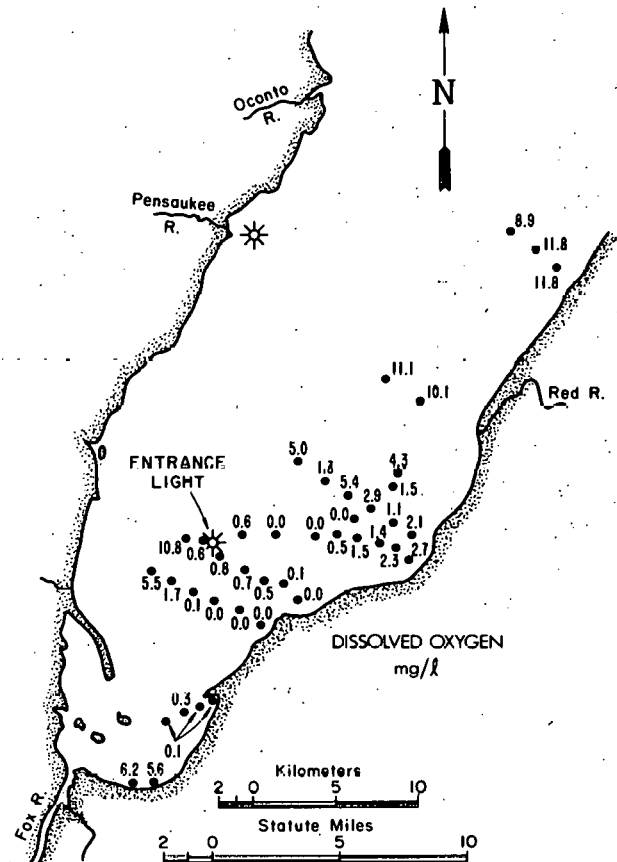 Oconto
R.
N
Pensaukee
R.
8.9
11.8
11.8
11.1
10.1
Red R.
5.0
4.3
ENTRANCE
LIGHT
1.3
5.4
1.5
2.9
0.0
1.1
0.6
0.0
0.0
0.5
1.5
1.4
2.1
10.8
0.6
0.8
2.3
2.7
5.5
1.7
0.7
0.5
0.1
0.1
0.0
0.0
0.0
0.0
DISSOLVED OXYGEN
mg/ℓ
0.3
0.1
6.2
5.6
Kilometers
2 0 5 10
Statute Miles
2 0 5 10
Fox R.